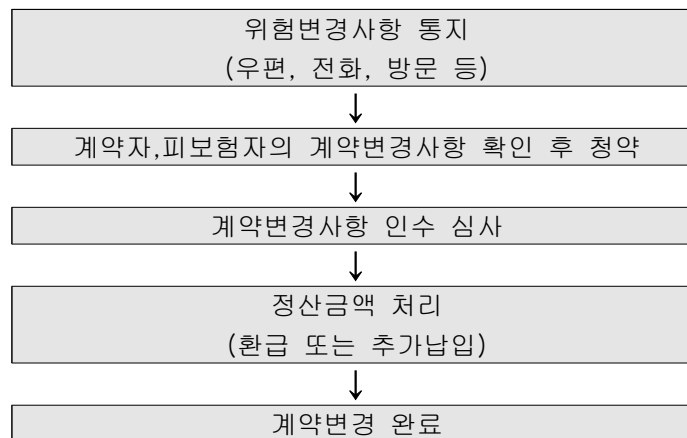 위험변경사항 통지
(우편, 전화, 방문 등)
계약자,피보험자의 계약변경사항 확인 후 청약
계약변경사항 인수 심사
정산금액 처리
(환급 또는 추가납입)
계약변경 완료